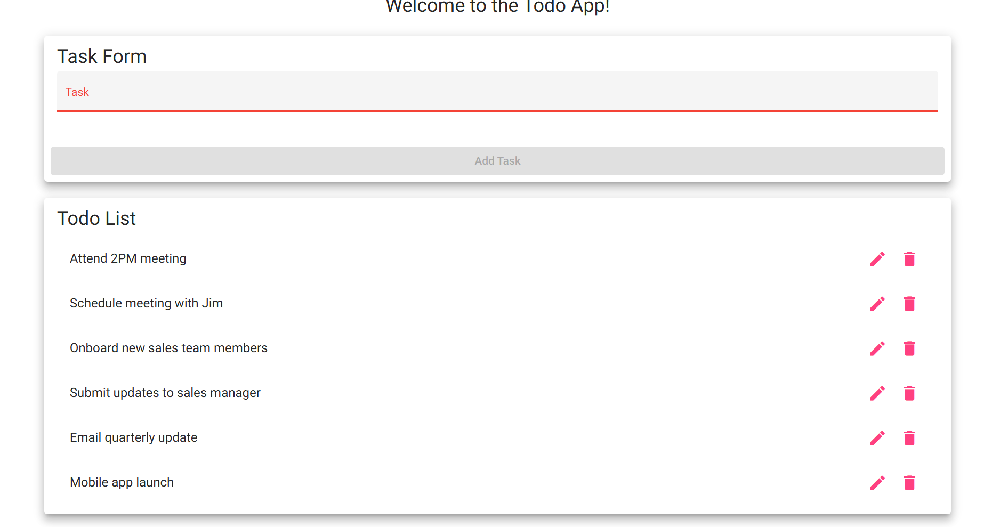 Welcome to the Todo App!
Task Form
Task
Add Task
Todo List
Attend 2PM meeting
Schedule meeting with Jim
Onboard new sales team members
Submit updates to sales manager
Email quarterly update
Mobile app launch